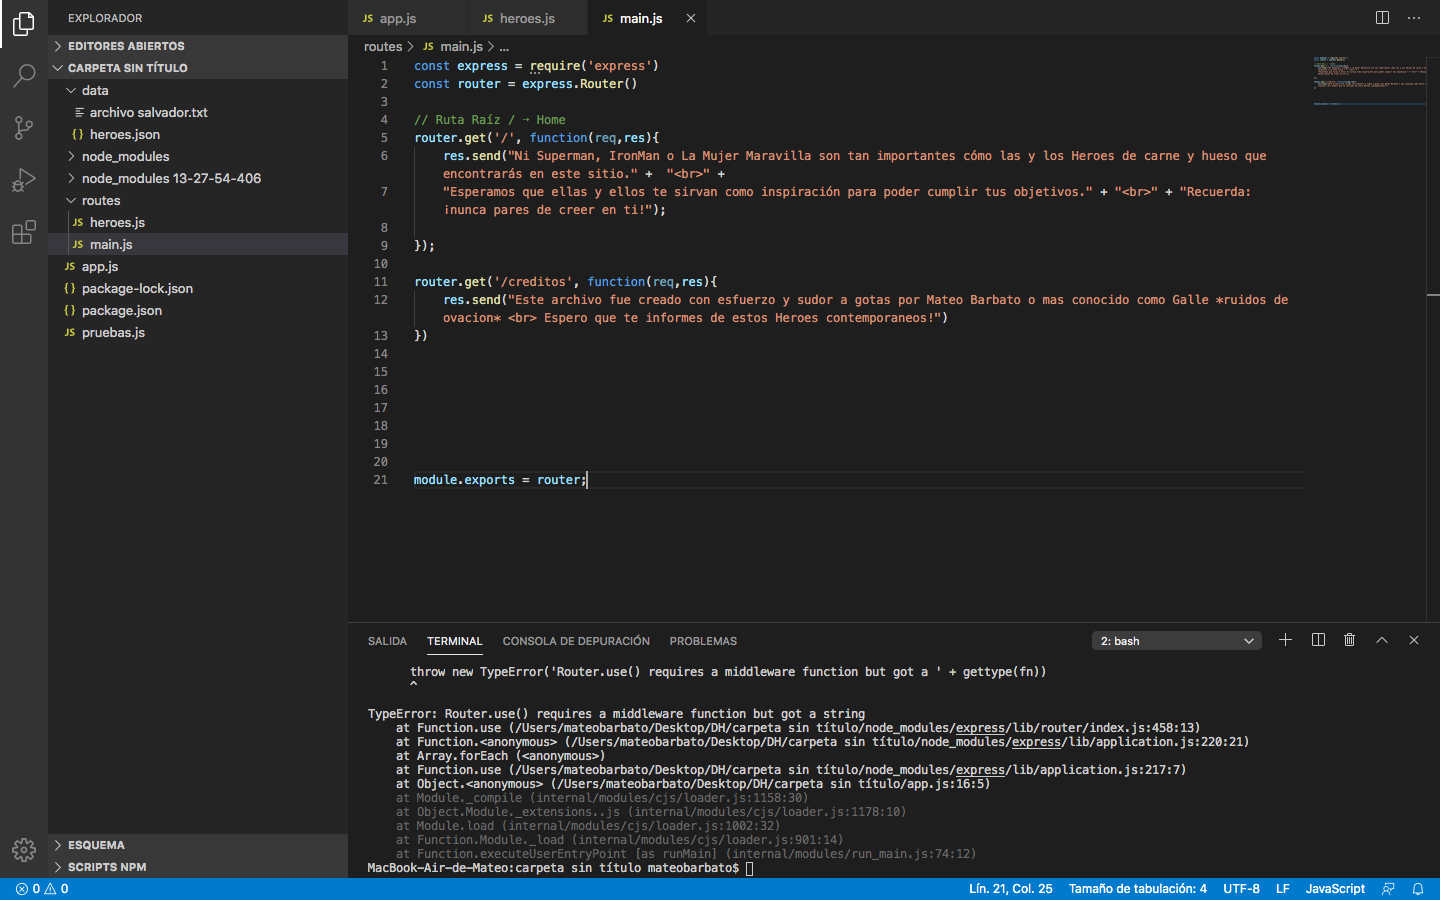 EXPLORADOR
EDITORES ABIERTOS
CARPETA SIN TÍTULO
data
archivo salvador.txt
{} heroes.json
node_modules
node_modules 13-27-54-406
routes
JS heroes.js
JS main.js
JS app.js
{} package-lock.json
{} package.json
JS pruebas.js
ESQUEMA
SCRIPTS NPM
JS app.js
JS heroes.js
JS main.js
routes > JS main.js > ...
1 const express = require('express')
2 const router = express.Router()
3
4 // Ruta Raíz / ➝ Home
5 router.get('/', function(req,res){
6 res.send("Ni Superman, IronMan o La Mujer Maravilla son tan importantes cómo las y los Heroes de carne y hueso que
encontrarás en este sitio." + "<br>" +
7 "Esperamos que ellas y ellos te sirvan como inspiración para poder cumplir tus objetivos." + "<br>" + "Recuerda:
¡nunca pares de creer en ti!");
8
9 });
10
11 router.get('/creditos', function(req,res){
12 res.send("Este archivo fue creado con esfuerzo y sudor a gotas por Mateo Barbato o mas conocido como Galle *ruidos de
ovacion* <br> Espero que te informes de estos Heroes contemporaneos!")
13 })
14
15
16
17
18
19
20
21 module.exports = router;
SALIDA TERMINAL CONSOLA DE DEPURACIÓN PROBLEMAS
2: bash
throw new TypeError('Router.use() requires a middleware function but got a ' + gettype(fn))
^
TypeError: Router.use() requires a middleware function but got a string
at Function.use (/Users/mateobarbato/Desktop/DH/carpeta sin título/node_modules/express/lib/router/index.js:458:13)
at Function.<anonymous> (/Users/mateobarbato/Desktop/DH/carpeta sin título/node_modules/express/lib/application.js:220:21)
at Array.forEach (<anonymous>)
at Function.use (/Users/mateobarbato/Desktop/DH/carpeta sin título/node_modules/express/lib/application.js:217:7)
at Object.<anonymous> (/Users/mateobarbato/Desktop/DH/carpeta sin título/app.js:16:5)
at Module._compile (internal/modules/cjs/loader.js:1158:30)
at Object.Module._extensions..js (internal/modules/cjs/loader.js:1178:10)
at Module.load (internal/modules/cjs/loader.js:1002:32)
at Function.Module._load (internal/modules/cjs/loader.js:901:14)
at Function.executeUserEntryPoint [as runMain] (internal/modules/run_main.js:74:12)
MacBook-Air-de-Mateo:carpeta sin título mateobarbato$
0 0
Lín. 21, Col. 25 Tamaño de tabulación: 4 UTF-8 LF JavaScript